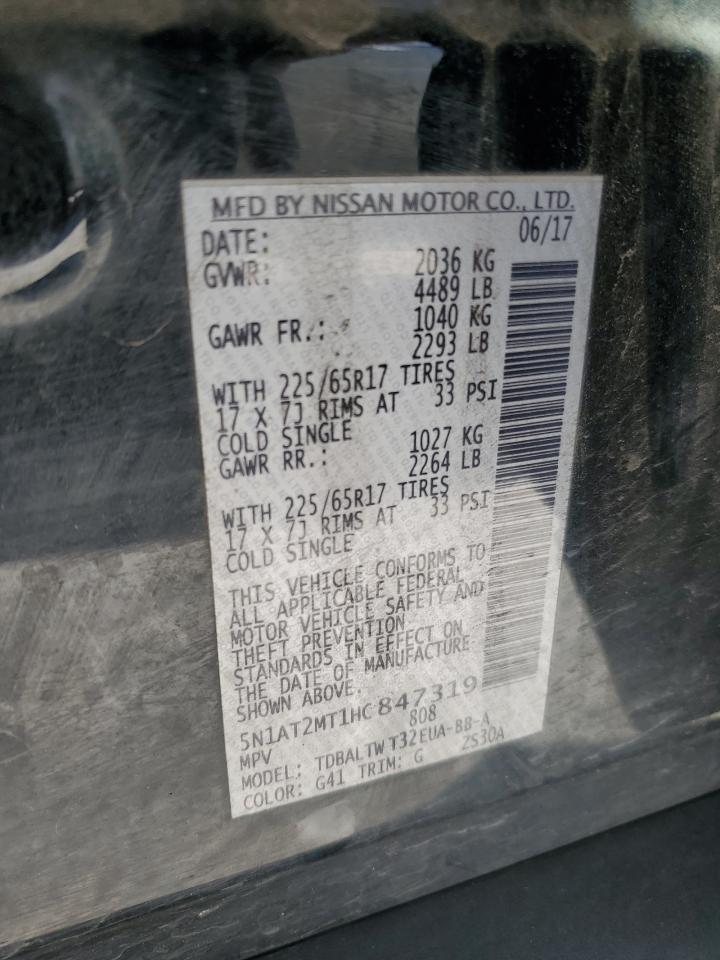 MFD BY NISSAN MOTOR CO., LTD.
DATE: 06/17
GVWR: 2036 KG
4489 LB
GAWR FR.: 1040 KG
2293 LB
WITH 225/65R17 TIRES
17 X 7J RIMS AT 33 PSI
COLD SINGLE
GAWR RR.: 1027 KG
2264 LB
WITH 225/65R17 TIRES
17 X 7J RIMS AT 33 PSI
COLD SINGLE
THIS VEHICLE CONFORMS TO
ALL APPLICABLE FEDERAL
MOTOR VEHICLE SAFETY AND
THEFT PREVENTION
STANDARDS IN EFFECT ON
THE DATE OF MANUFACTURE
SHOWN ABOVE.
5N1AT2MT1HC847319
MPV 808
MODEL: TDBALTW T32EUA-BB-A
COLOR: G41 TRIM: G ZS30A